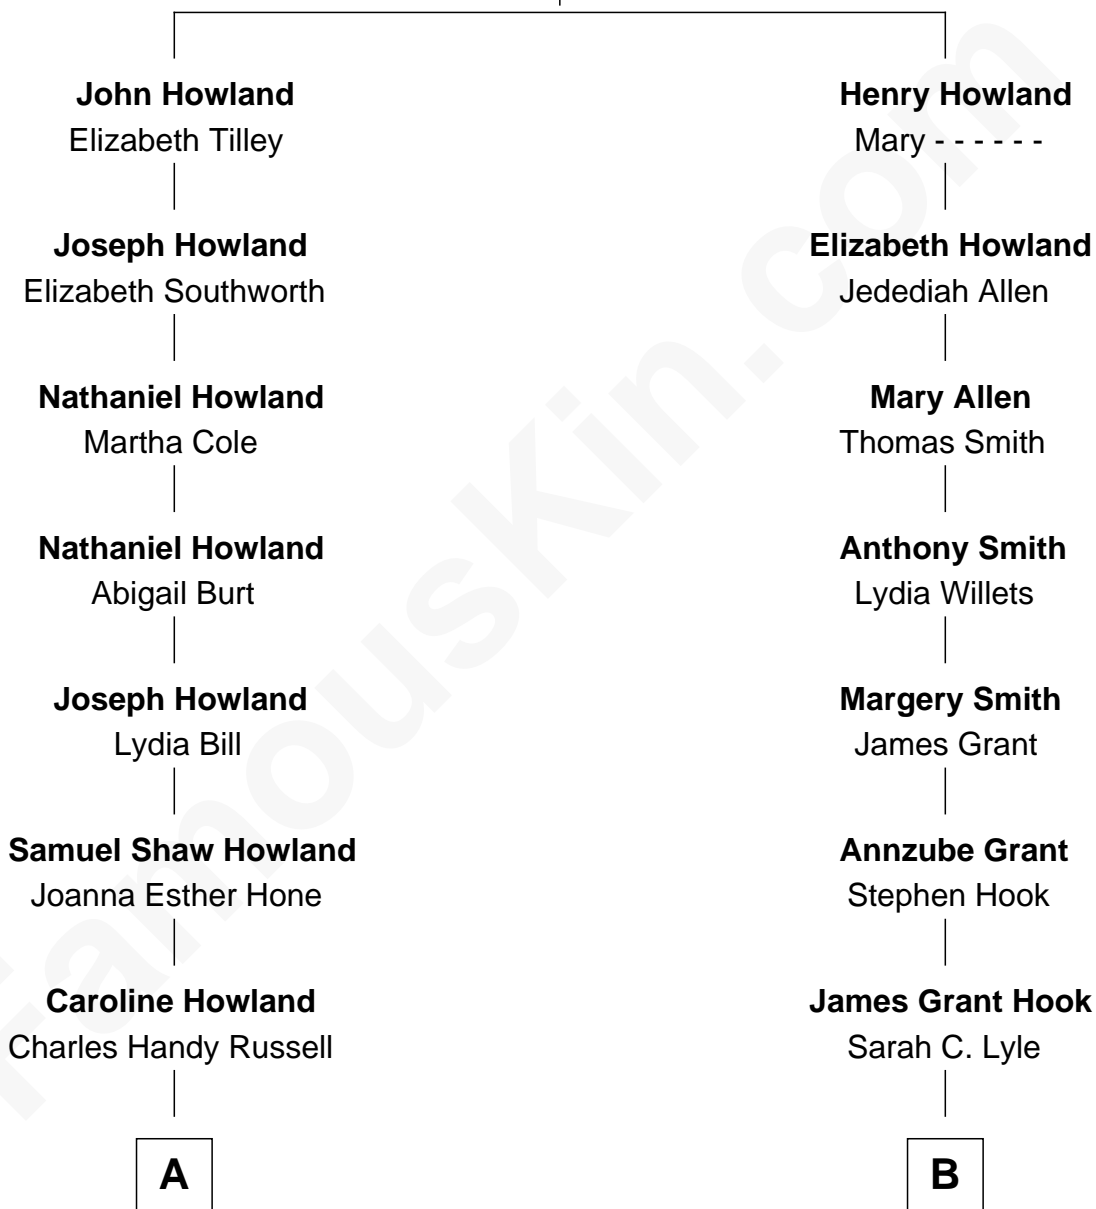 John Howland
Elizabeth Tilley
Joseph Howland
Elizabeth Southworth
Nathaniel Howland
Martha Cole
Nathaniel Howland
Abigail Burt
Joseph Howland
Lydia Bill
Samuel Shaw Howland
Joanna Esther Hone
Caroline Howland
Charles Handy Russell
A
Henry Howland
Mary - - - - - -
Elizabeth Howland
Jedediah Allen
Mary Allen
Thomas Smith
Anthony Smith
Lydia Willets
Margery Smith
James Grant
Annzube Grant
Stephen Hook
James Grant Hook
Sarah C. Lyle
B
FamousKin.com